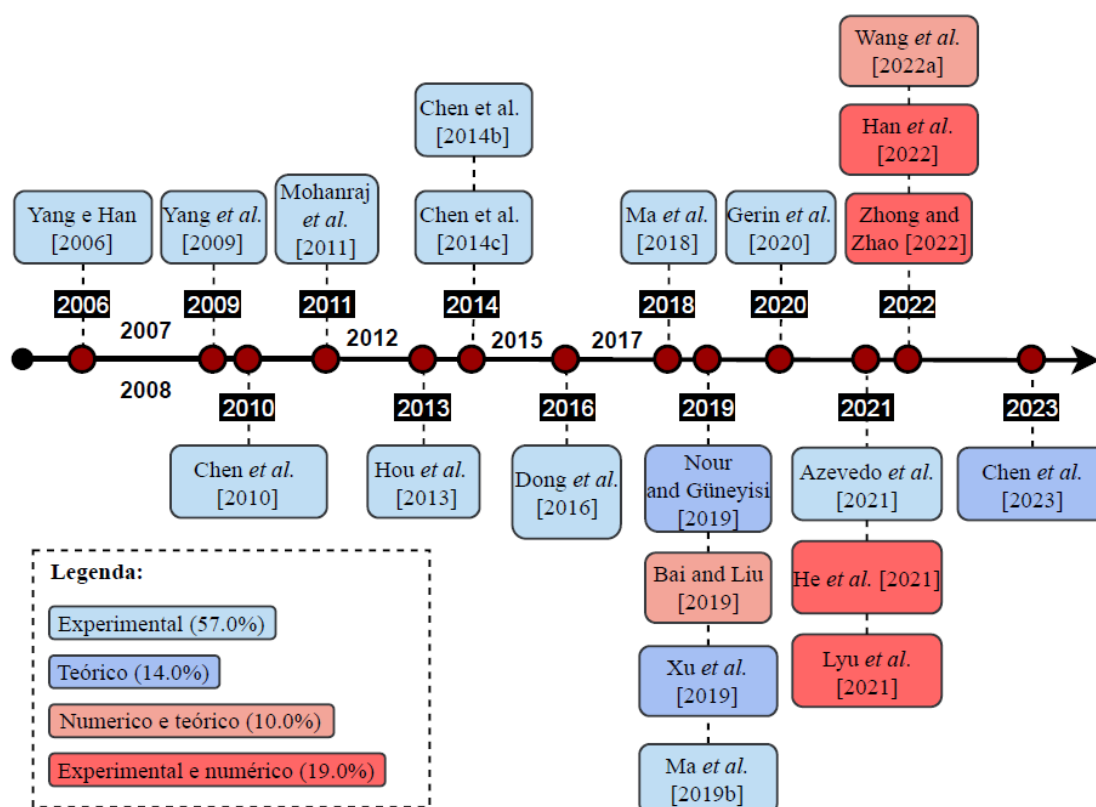 Wang et al.
[2022a]
Chen et al.
[2014b]
Han et al.
[2022]
Yang e Han
[2006]
Yang et al.
[2009]
Mohanraj
et al.
[2011]
Chen et al.
[2014c]
Ma et al.
[2018]
Gerin et al.
[2020]
Zhong and
Zhao [2022]
2006
2009
2011
2014
2018
2020
2022
2007
2012
2015
2017
2008
2010
2013
2016
2019
2021
2023
Chen et al.
[2010]
Hou et al.
[2013]
Dong et al.
[2016]
Nour
and Güneyisi
[2019]
Azevedo et al.
[2021]
Chen et al.
[2023]
Bai and Liu
[2019]
He et al. [2021]
Xu et al.
[2019]
Lyu et al.
[2021]
Ma et al.
[2019b]
Legenda:
Experimental (57.0%)
Teórico (14.0%)
Numerico e teórico (10.0%)
Experimental e numérico (19.0%)